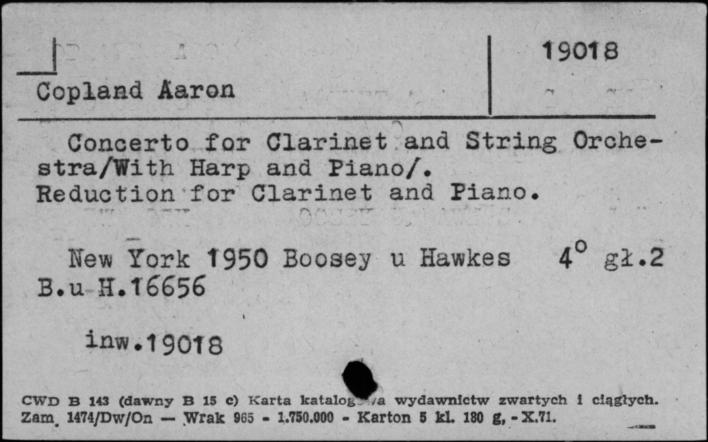 19018
Copland Aaron
Concerto for Clarinet and String Orche-
stra/With Harp and Piano/.
Reduction for Clarinet and Piano.
New York 1950 Boosey u Hawkes 4° gł.2
B.u H.16656
inw.19018
CWD B 143 (dawny B 15 c) Karta wydawnictw zwartych i ciągłych.
Zam. 1474/Dw/On — Wrak 965 - 1.750.000 - Karton 5 kl. 180 g, - X.71.